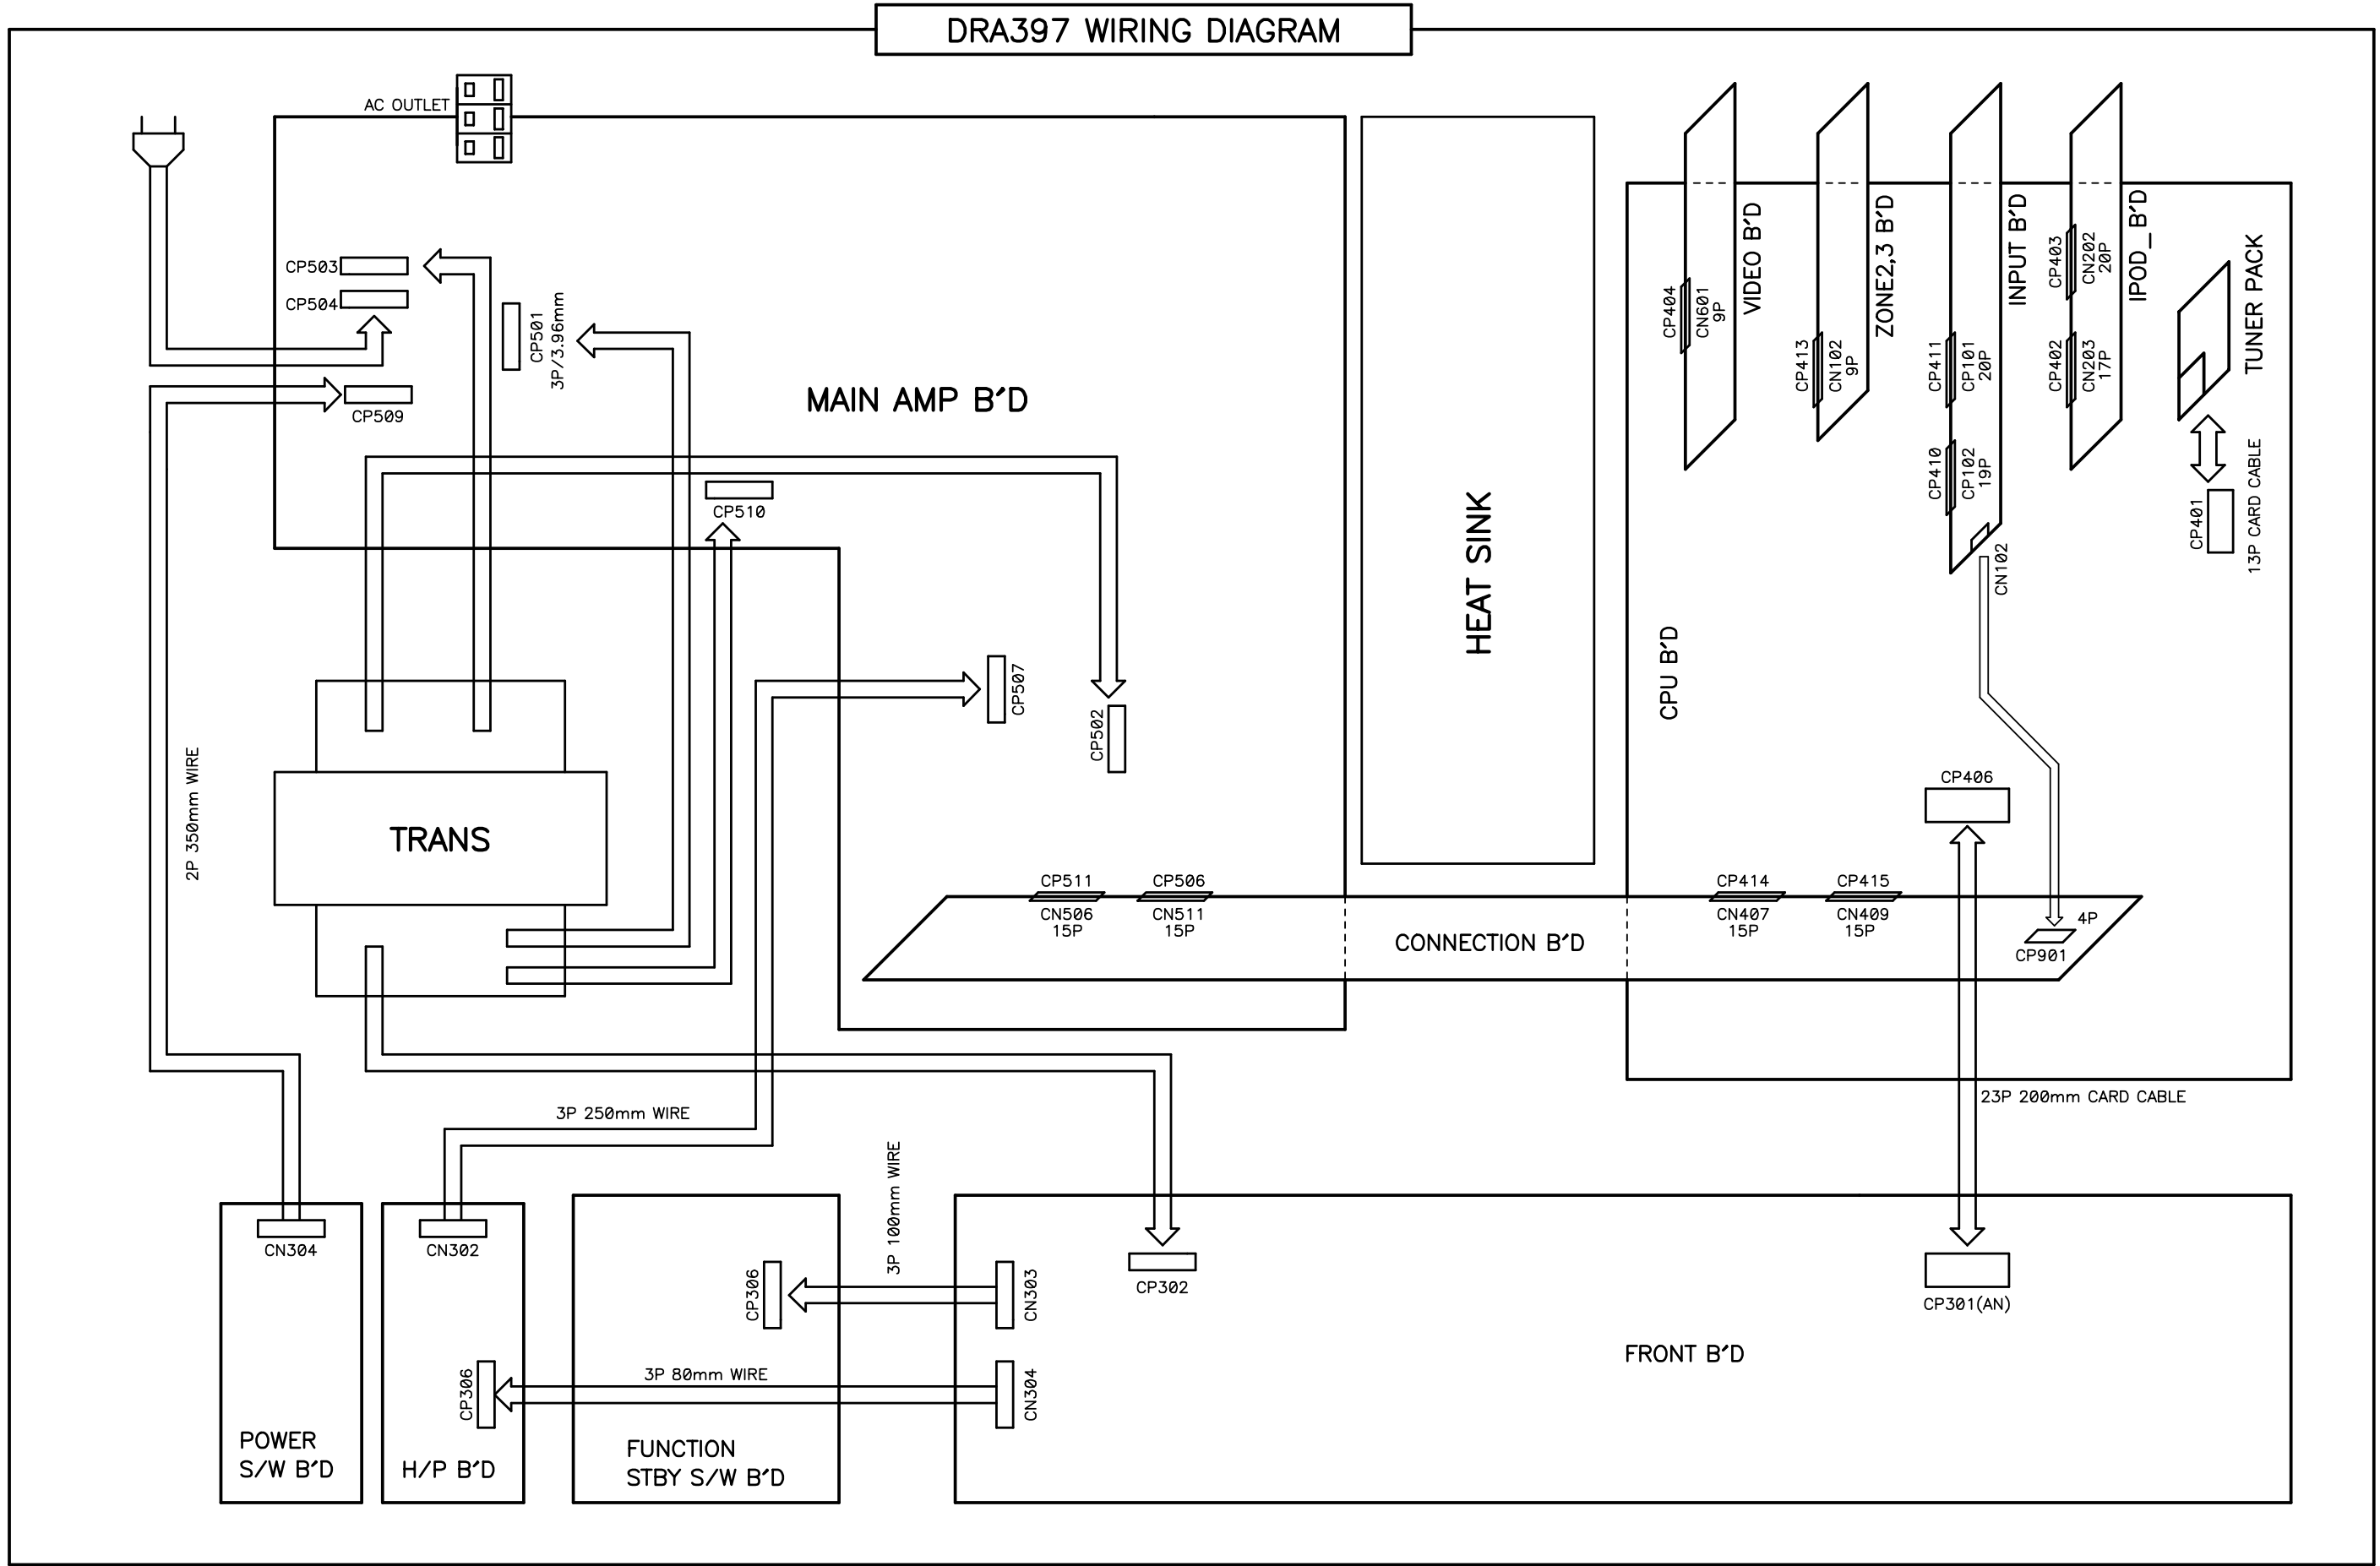 DRA397 WIRING DIAGRAM
AC OUTLET
CP503
CP504
CP501
3P/3.96mm
CP509
MAIN AMP B'D
CP510
CP507
CP502
2P 350mm WIRE
TRANS
HEAT SINK
CP404
CN601
9P
VIDEO B'D
CP413
CN102
9P
ZONE2,3 B'D
CP411
CP101
20P
INPUT B'D
CP410
CP102
19P
CN102
CP403
CN202
20P
IPOD_B'D
CP402
CN203
17P
TUNER PACK
CP401
13P CARD CABLE
CPU B'D
CP406
CP511
CN506
15P
CP506
CN511
15P
CONNECTION B'D
CP414
CN407
15P
CP415
CN409
15P
4P
CP901
23P 200mm CARD CABLE
3P 250mm WIRE
3P 100mm WIRE
CN304
CN302
CP306
CN303
CP302
CP301(AN)
3P 80mm WIRE
CP306
CN304
FRONT B'D
POWER
S/W B'D
H/P B'D
FUNCTION
STBY S/W B'D